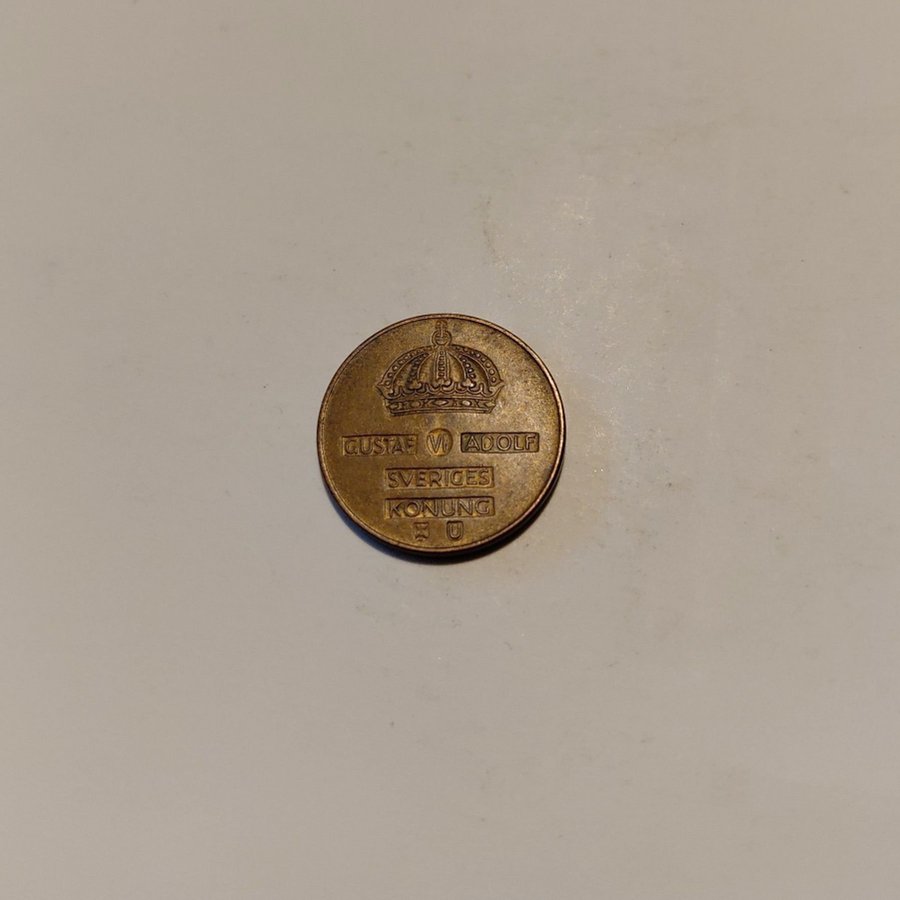 GUSTAF VI ADOLF
SVERIGES
KONUNG
U